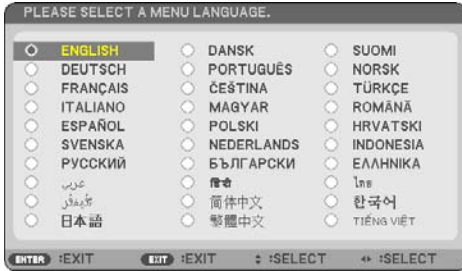 PLEASE SELECT A MENU LANGUAGE.
ENGLISH DANSK SUOMI
DEUTSCH PORTUGUÊS NORSK
FRANÇAIS ČEŠTINA TÜRKÇE
ITALIANO MAGYAR ROMÂNĂ
ESPAÑOL POLSKI HRVATSKI
SVENSKA NEDERLANDS INDONESIA
РУССКИЙ БЪЛГАРСКИ ΕΛΛΗΝΙΚΑ
عربي हिंदी ไทย
简体中文 한국어
日本語 繁體中文 TIẾNG VIỆT
ENTER :EXIT EXIT :EXIT :SELECT :SELECT